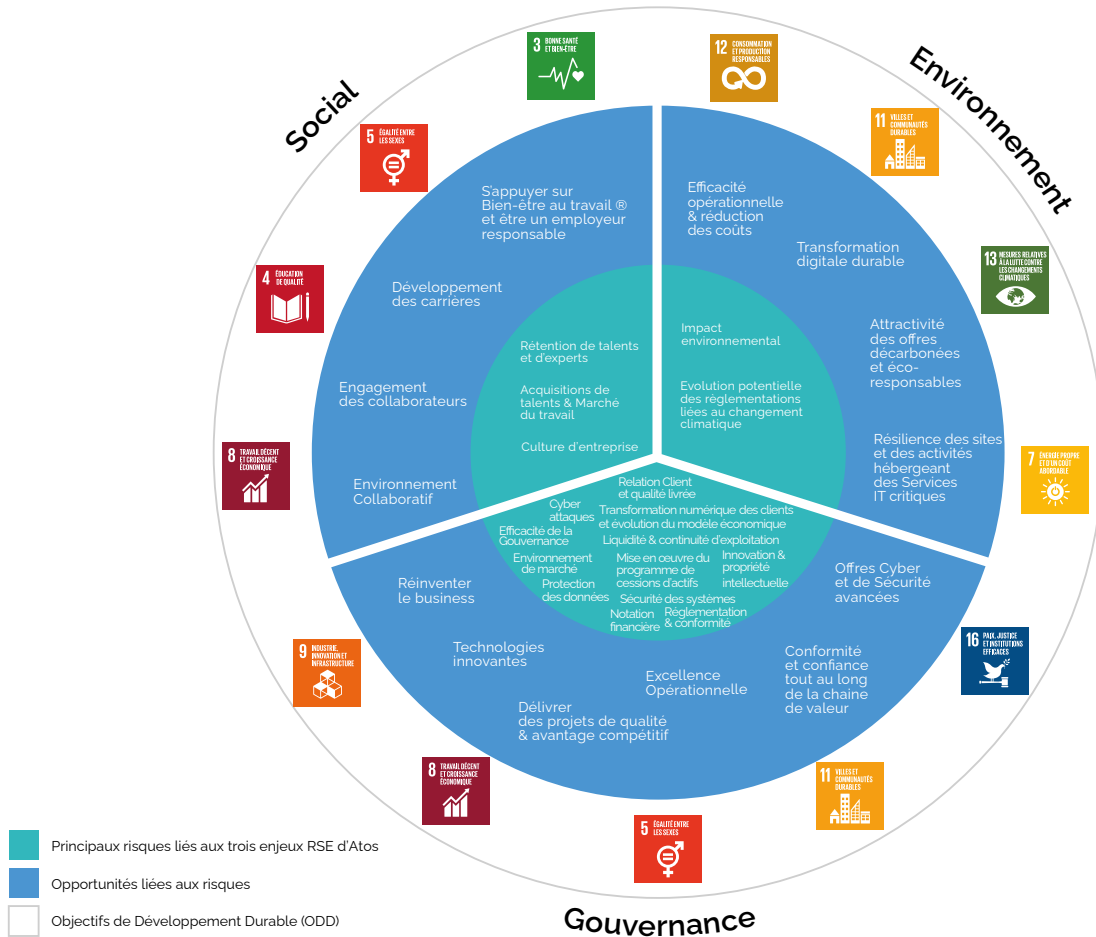 Social
Environnement
Gouvernance
3 BONNE SANTÉ
ET BIEN-ÊTRE
12 CONSOMMATION
ET PRODUCTION
RESPONSABLES
5 ÉGALITÉ ENTRE
LES SEXES
11 VILLES ET
COMMUNAUTÉS
DURABLES
4 ÉDUCATION
DE QUALITÉ
13 MESURES RELATIVES
À LA LUTTE CONTRE
LES CHANGEMENTS
CLIMATIQUES
8 TRAVAIL DÉCENT
ET CROISSANCE
ÉCONOMIQUE
7 ÉNERGIE PROPRE
ET D'UN COÛT
ABORDABLE
9 INDUSTRIE,
INNOVATION ET
INFRASTRUCTURE
16 PAIX, JUSTICE
ET INSTITUTIONS
EFFICACES
8 TRAVAIL DÉCENT
ET CROISSANCE
ÉCONOMIQUE
11 VILLES ET
COMMUNAUTÉS
DURABLES
5 ÉGALITÉ ENTRE
LES SEXES
S'appuyer sur
Bien-être au travail ®
et être un employeur
responsable
Développement
des carrières
Engagement
des collaborateurs
Environnement
Collaboratif
Efficacité
opérationnelle
& réduction
des coûts
Transformation
digitale durable
Attractivité
des offres
décarbonées
et éco-
responsables
Résilience des sites
et des activités
hébergeant
des Services
IT critiques
Rétention de talents
et d'experts
Acquisitions de
talents & Marché
du travail
Culture d'entreprise
Impact
environnemental
Evolution potentielle
des réglementations
liées au changement
climatique
Relation Client
et qualité livrée
Cyber
attaques
Transformation numérique des clients
et évolution du modèle économique
Efficacité de la
Gouvernance
Liquidité & continuité d'exploitation
Environnement
de marché
Mise en œuvre du
programme de
cessions d'actifs
Innovation &
propriété
intellectuelle
Protection
des données
Sécurité des systèmes
Notation
financière
Réglementation
& conformité
Réinventer
le business
Technologies
innovantes
Délivrer
des projets de qualité
& avantage compétitif
Excellence
Opérationnelle
Conformité
et confiance
tout au long
de la chaine
de valeur
Offres Cyber
et de Sécurité
avancées
Principaux risques liés aux trois enjeux RSE d'Atos
Opportunités liées aux risques
Objectifs de Développement Durable (ODD)